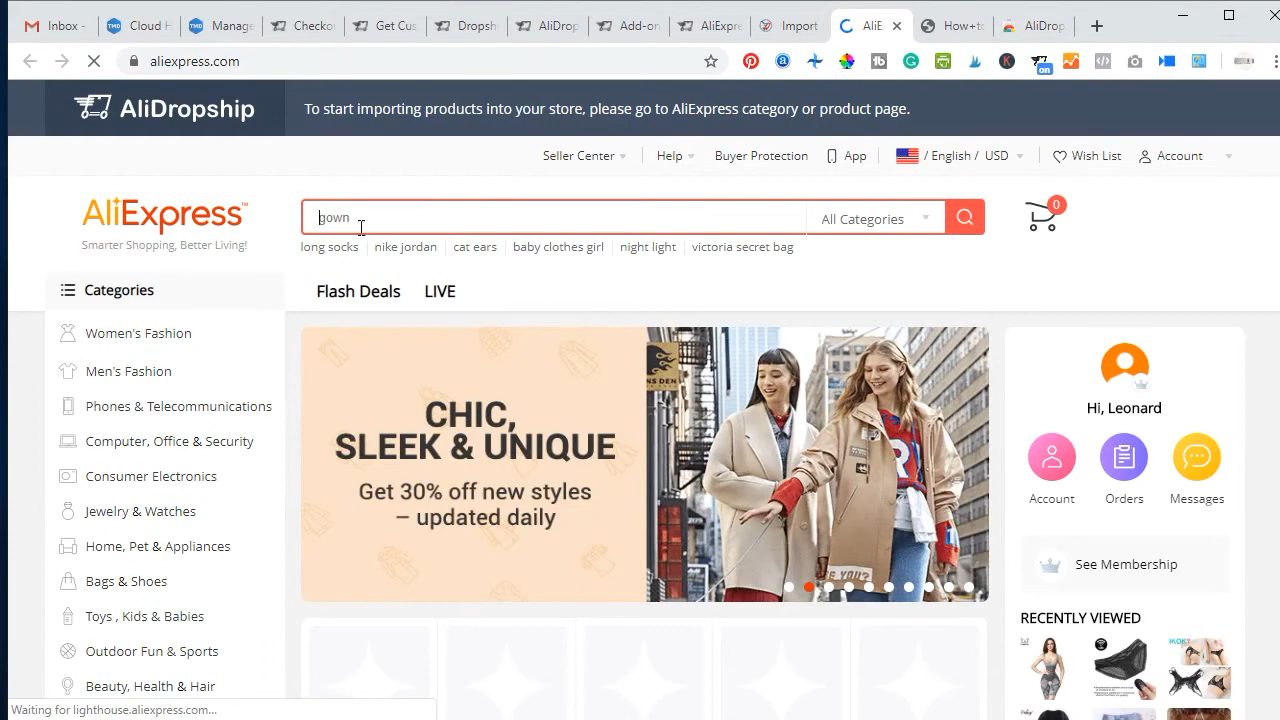 Inbox -
Cloud H
Manage
Checko
Get Cus
Dropsh
AliDrop
Add-on
AliExpre
Import
AliE
How+to
AliDrop
aliexpress.com
on
AliDropship
To start importing products into your store, please go to AliExpress category or product page.
Seller Center
Help
Buyer Protection
App
/ English / USD
Wish List
Account
AliExpress™
Smarter Shopping, Better Living!
gown
All Categories
0
long socks
nike jordan
cat ears
baby clothes girl
night light
victoria secret bag
Categories
Flash Deals
LIVE
Women's Fashion
Men's Fashion
Phones & Telecommunications
Computer, Office & Security
Consumer Electronics
Jewelry & Watches
Home, Pet & Appliances
Bags & Shoes
Toys , Kids & Babies
Outdoor Fun & Sports
Beauty, Health & Hair
CHIC,
SLEEK & UNIQUE
Get 30% off new styles
– updated daily
Hi, Leonard
Account
Orders
Messages
See Membership
RECENTLY VIEWED
Waiting for lighthouse.aliexpress.com...